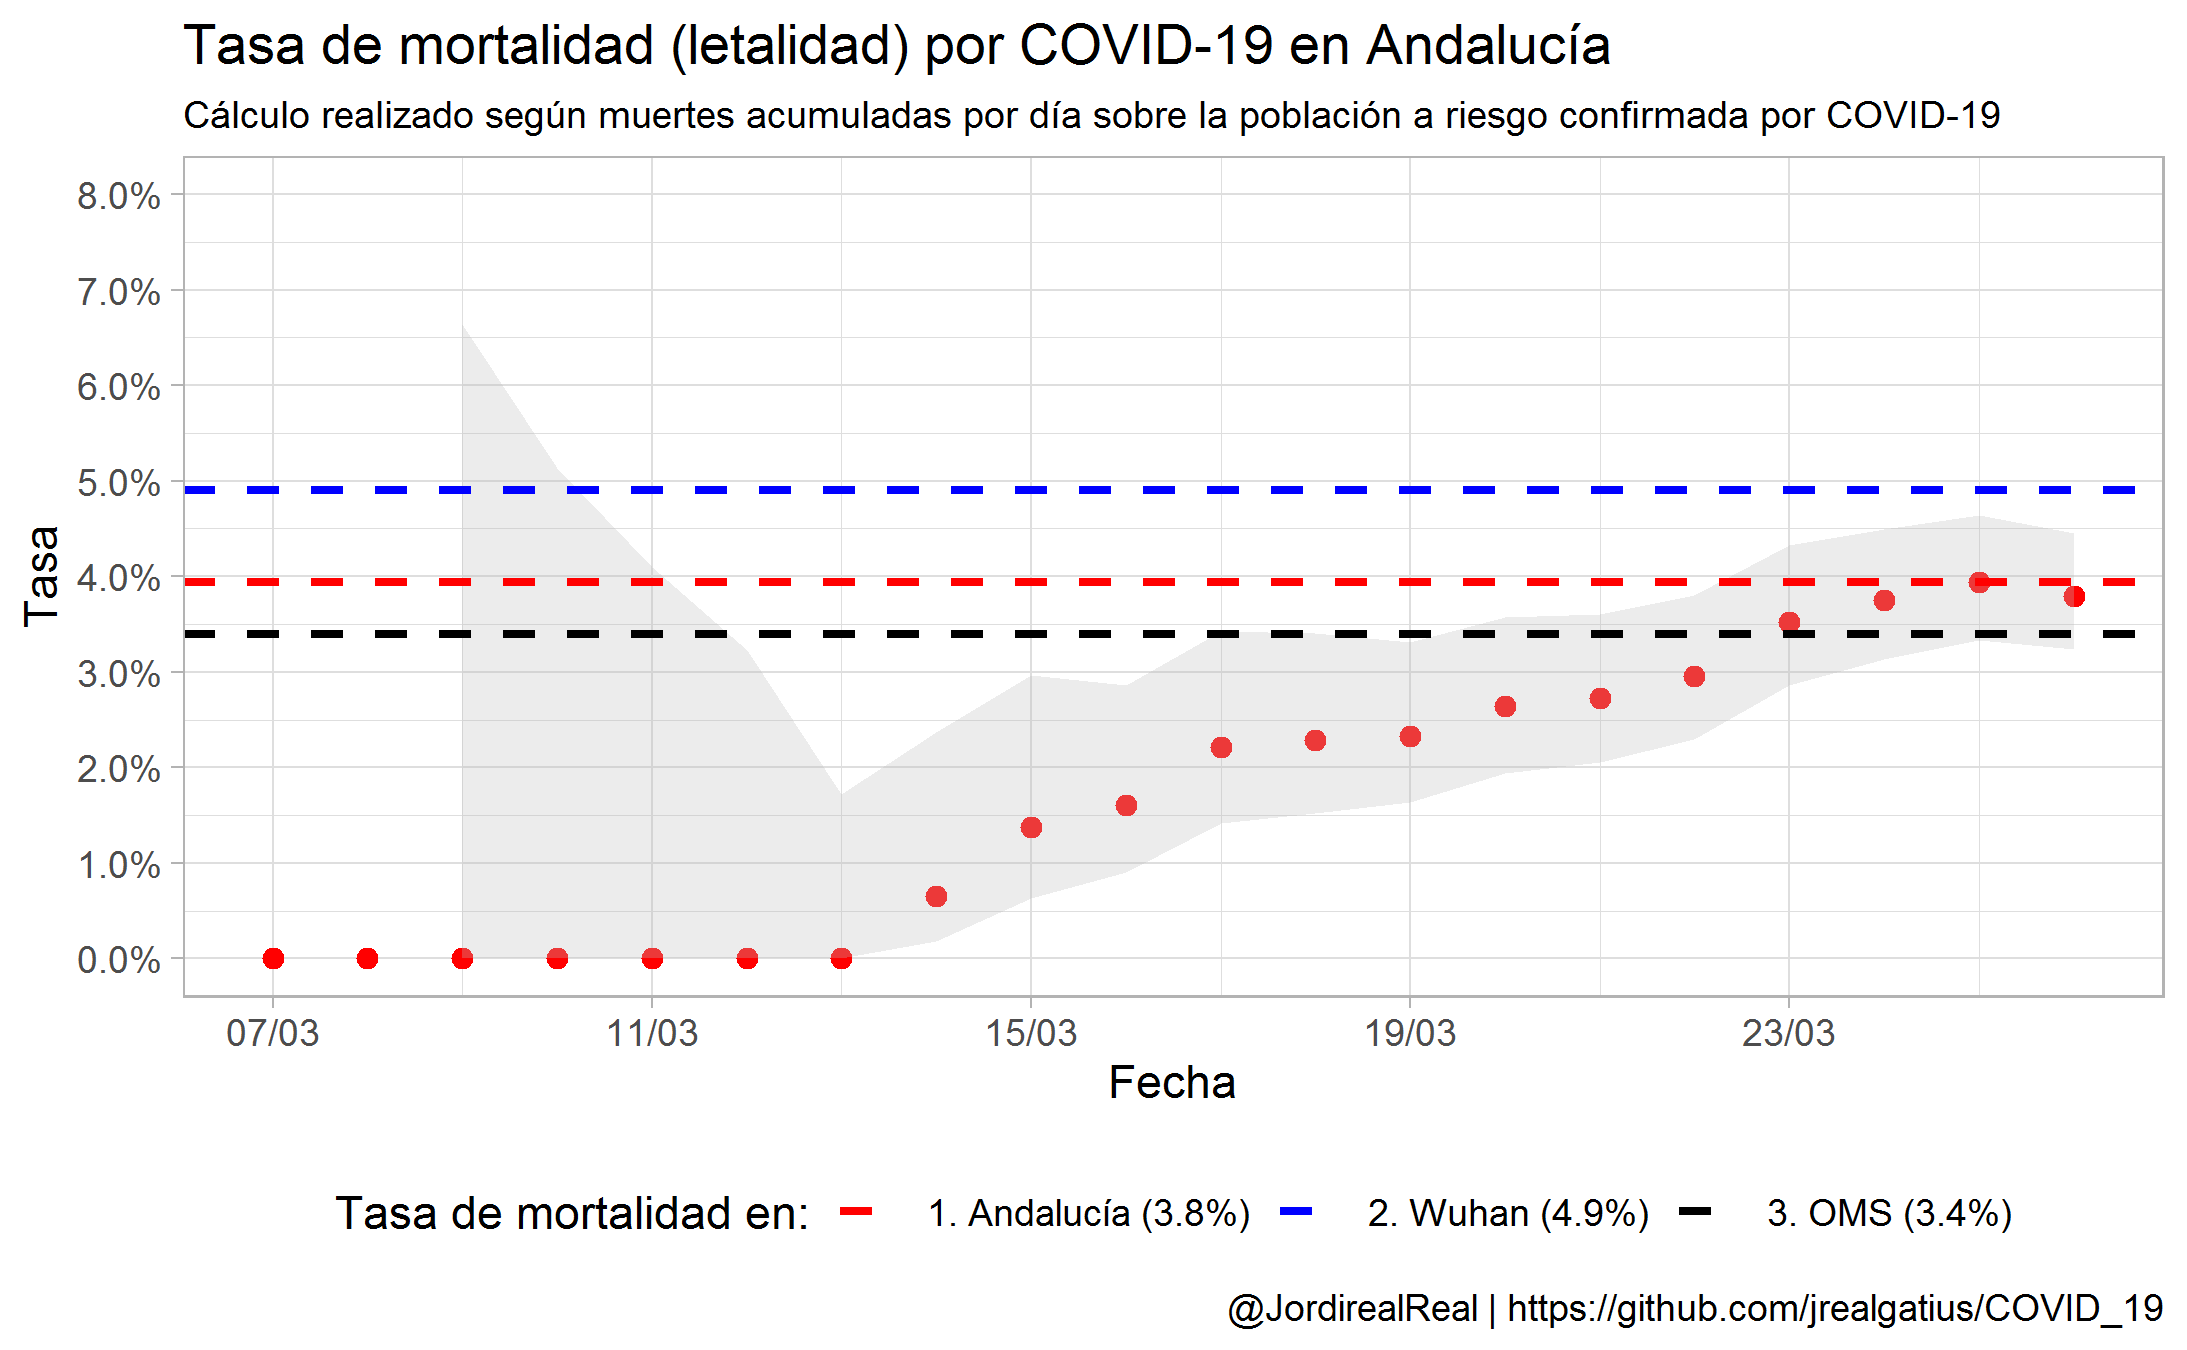 Tasa de mortalidad (letalidad) por COVID-19 en Andalucía
Cálculo realizado según muertes acumuladas por día sobre la población a riesgo confirmada por COVID-19
8.0%
7.0%
6.0%
5.0%
4.0%
3.0%
2.0%
1.0%
0.0%
Tasa
07/03 11/03 15/03 19/03 23/03
Fecha
Tasa de mortalidad en: 1. Andalucía (3.8%) 2. Wuhan (4.9%) 3. OMS (3.4%)
@JordirealReal | https://github.com/jrealgatius/COVID_19